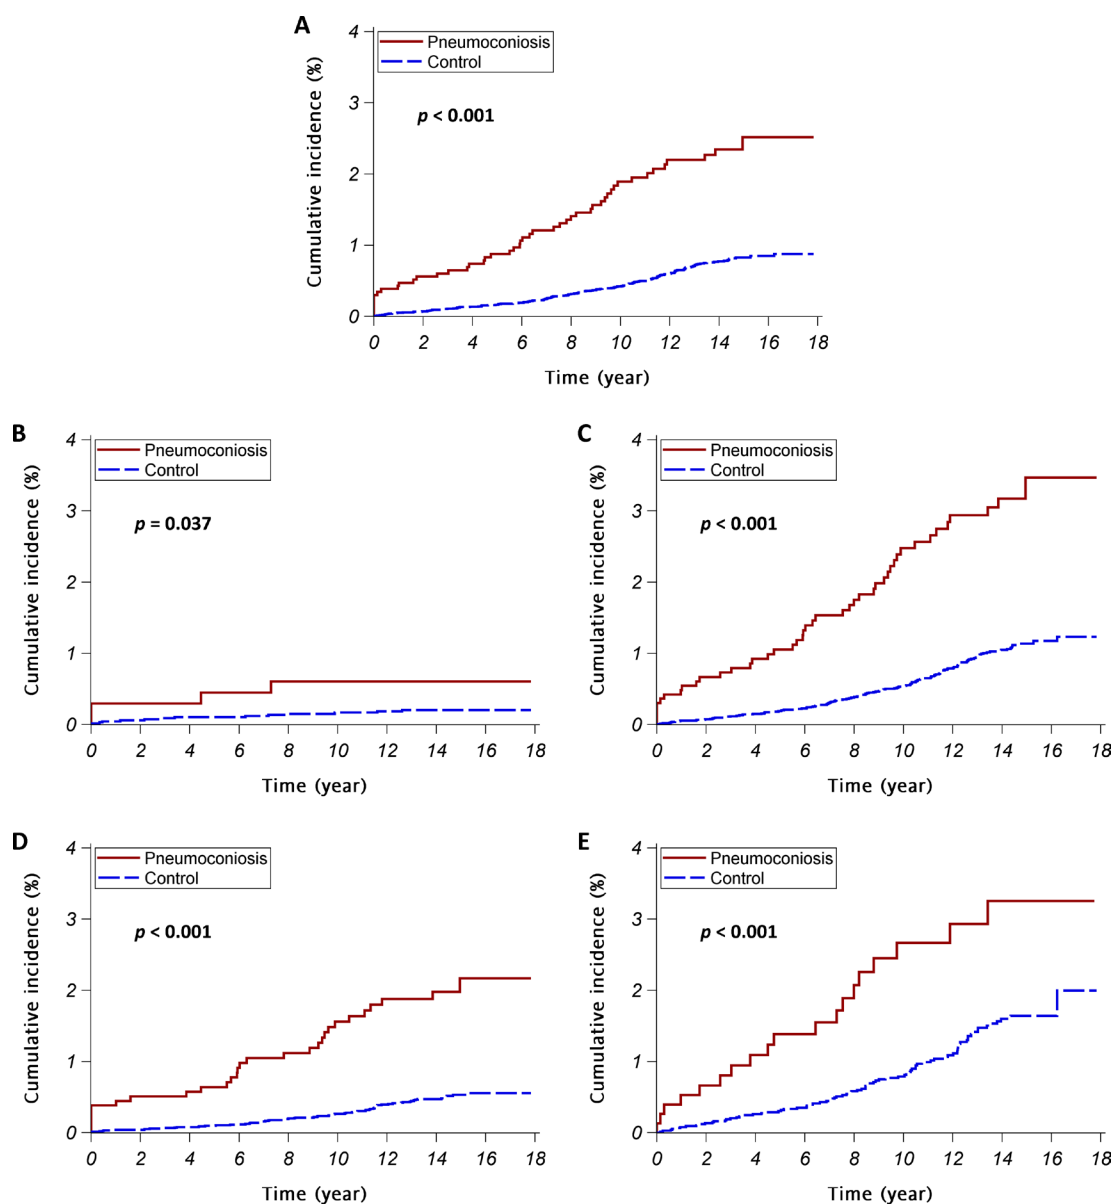 A
Cumulative incidence (%)
4
3
2
1
0
Pneumoconiosis
Control
p < 0.001
0 2 4 6 8 10 12 14 16 18
Time (year)
B
Cumulative incidence (%)
4
3
2
1
0
Pneumoconiosis
Control
p = 0.037
0 2 4 6 8 10 12 14 16 18
Time (year)
C
Cumulative incidence (%)
4
3
2
1
0
Pneumoconiosis
Control
p < 0.001
0 2 4 6 8 10 12 14 16 18
Time (year)
D
Cumulative incidence (%)
4
3
2
1
0
Pneumoconiosis
Control
p < 0.001
0 2 4 6 8 10 12 14 16 18
Time (year)
E
Cumulative incidence (%)
4
3
2
1
0
Pneumoconiosis
Control
p < 0.001
0 2 4 6 8 10 12 14 16 18
Time (year)